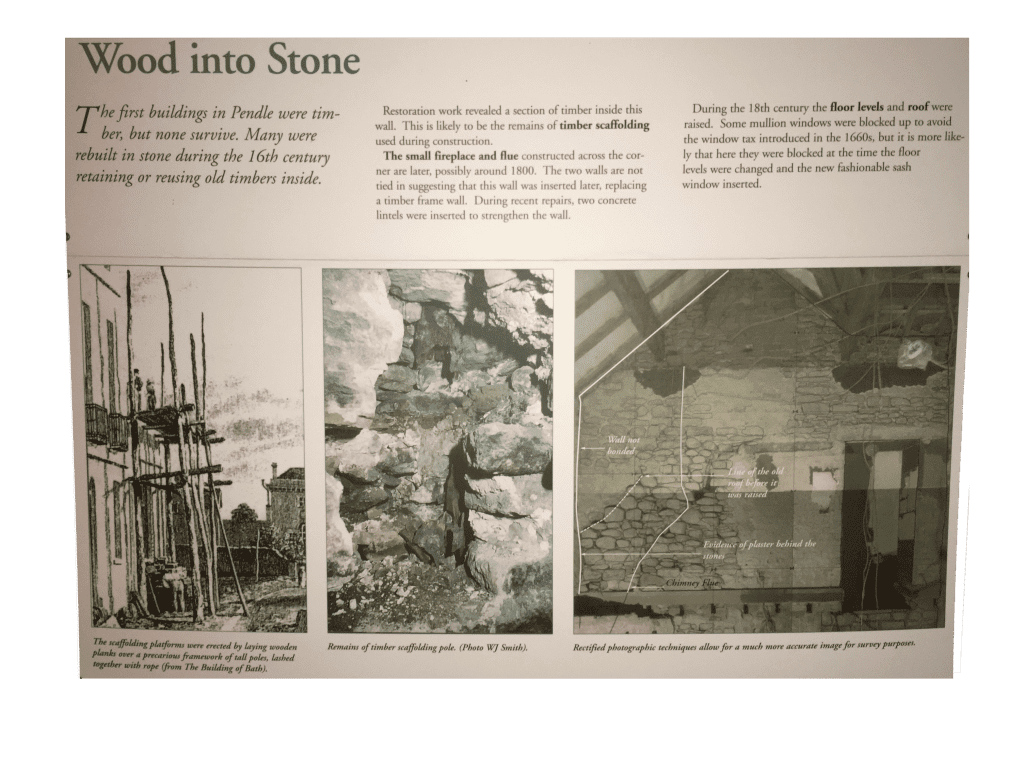 Wood into Stone
The first buildings in Pendle were tim-
ber, but none survive. Many were
rebuilt in stone during the 16th century
retaining or reusing old timbers inside.
Restoration work revealed a section of timber inside this
wall. This is likely to be the remains of timber scaffolding
used during construction.
The small fireplace and flue constructed across the cor-
ner are later, possibly around 1800. The two walls are not
tied in suggesting that this wall was inserted later, replacing
a timber frame wall. During recent repairs, two concrete
lintels were inserted to strengthen the wall.
During the 18th century the floor levels and roof were
raised. Some mullion windows were blocked up to avoid
the window tax introduced in the 1660s, but it is more like-
ly that here they were blocked at the time the floor
levels were changed and the new fashionable sash
window inserted.
Wall not
bonded
Line of the old
roof before it
was raised
Evidence of plaster behind the
stones
Chimney Flue
The scaffolding platforms were erected by laying wooden
planks over a precarious framework of tall poles, lashed
together with rope (from The Building of Bath).
Remains of timber scaffolding pole. (Photo WJ Smith).
Rectified photographic techniques allow for a much more accurate image for survey purposes.